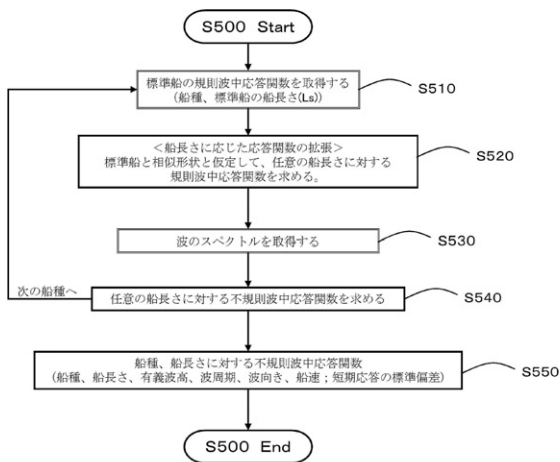 S500 Start
標準船の規則波中応答関数を取得する
(船種、標準船の船長さ(Ls))
S510
＜船長さに応じた応答関数の拡張＞
標準船と相似形状と仮定して、任意の船長さに対する
規則波中応答関数を求める。
S520
波のスペクトルを取得する
S530
次の船種へ
任意の船長さに対する不規則波中応答関数を求める
S540
船種、船長さに対する不規則波中応答関数
(船種、船長さ、有義波高、波周期、波向き、船速；短期応答の標準偏差)
S550
S500 End